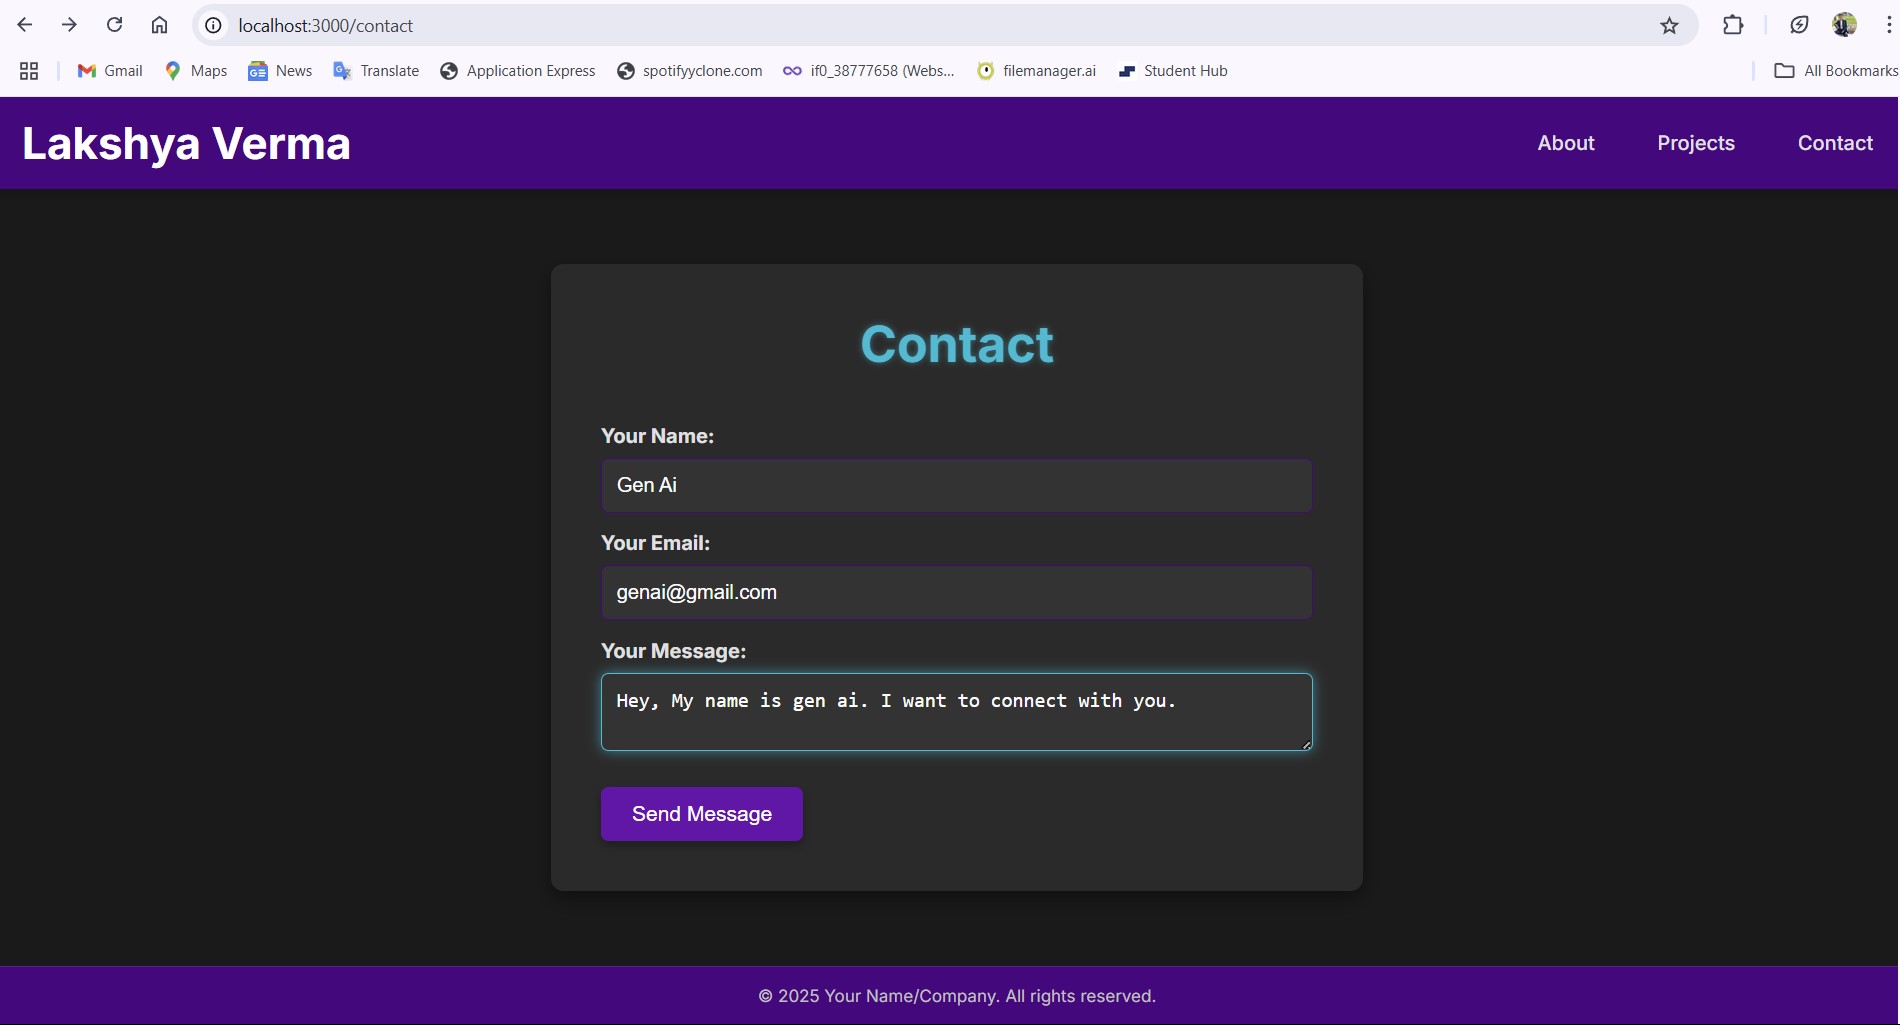 localhost:3000/contact
Gmail Maps News Translate Application Express spotifyyclone.com if0_38777658 (Webs... filemanager.ai Student Hub All Bookmarks
Lakshya Verma About Projects Contact
Contact
Your Name:
Gen Ai
Your Email:
genai@gmail.com
Your Message:
Hey, My name is gen ai. I want to connect with you.
Send Message
© 2025 Your Name/Company. All rights reserved.